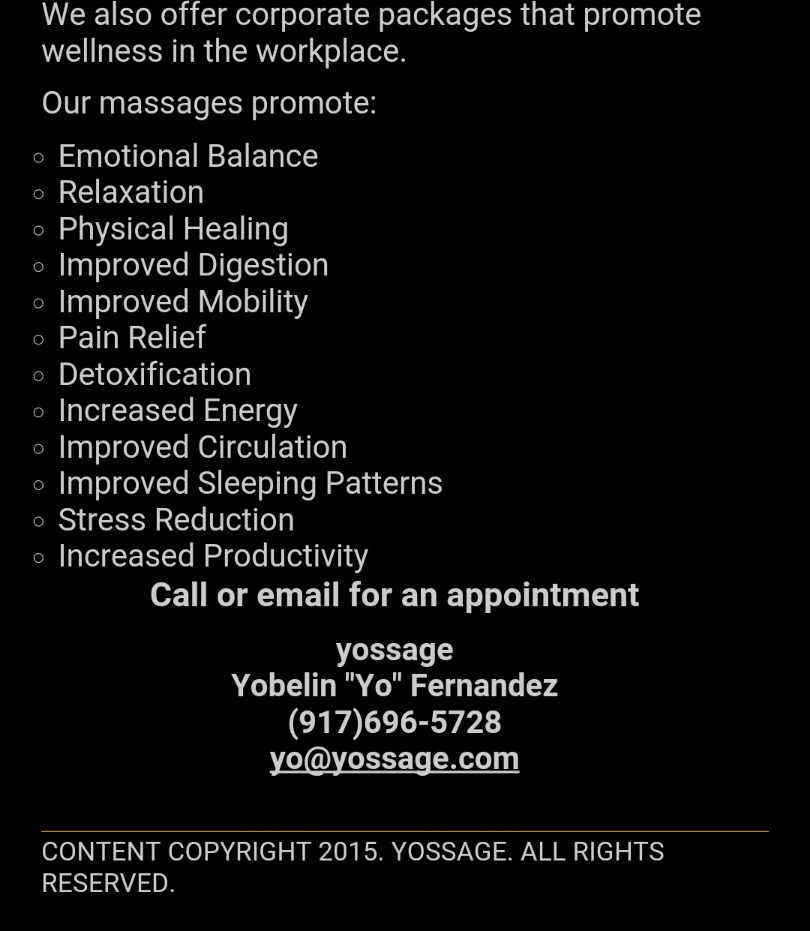 We also offer corporate packages that promote
wellness in the workplace.
Our massages promote:
Emotional Balance
Relaxation
Physical Healing
Improved Digestion
Improved Mobility
Pain Relief
Detoxification
Increased Energy
Improved Circulation
Improved Sleeping Patterns
Stress Reduction
Increased Productivity
Call or email for an appointment
yossage
Yobelin "Yo" Fernandez
(917)696-5728
yo@yossage.com
CONTENT COPYRIGHT 2015. YOSSAGE. ALL RIGHTS
RESERVED.